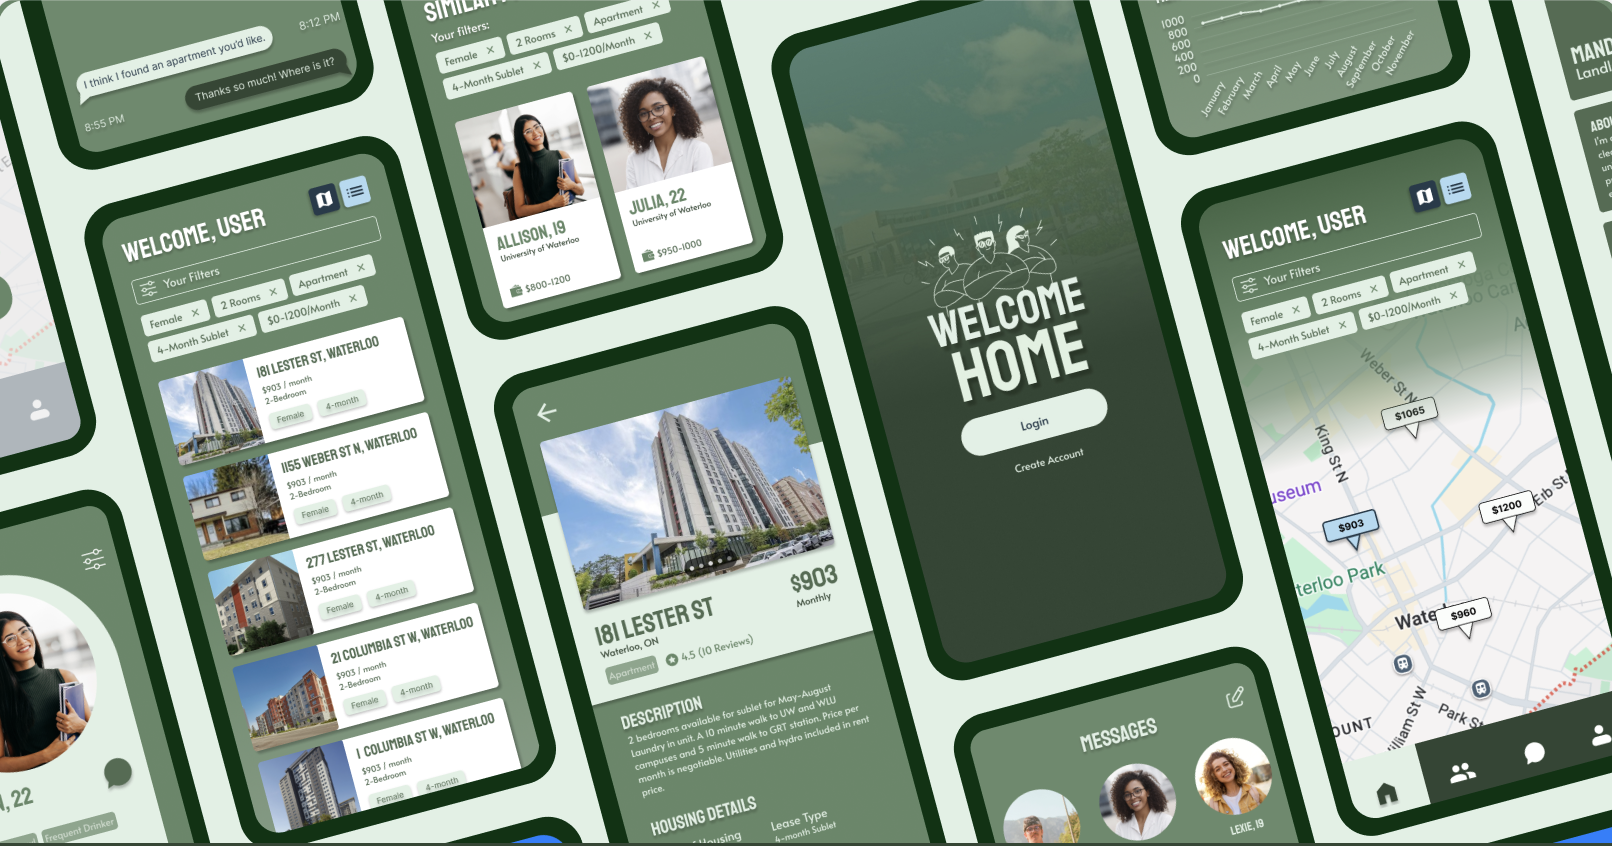 8:12 PM
I think I found an apartment you'd like.
Thanks so much! Where is it?
8:55 PM
WELCOME, USER
Your Filters
Female ×
2 Rooms ×
Apartment ×
4-Month Sublet ×
$0-1200/Month ×
181 LESTER ST, WATERLOO
$903 / month
2-Bedroom
Female
4-month
1155 WEBER ST N, WATERLOO
$903 / month
2-Bedroom
Female
4-month
277 LESTER ST, WATERLOO
$903 / month
2-Bedroom
Female
4-month
21 COLUMBIA ST W, WATERLOO
$903 / month
2-Bedroom
Female
4-month
1 COLUMBIA ST W, WATERLOO
$903 / month
2-Bedroom
Female
4-month
, 22
Frequent Drinker
Your filters:
Female ×
2 Rooms ×
Apartment ×
4-Month Sublet ×
$0-1200/Month ×
ALLISON, 19
University of Waterloo
$800-1200
JULIA, 22
University of Waterloo
$950-1000
181 LESTER ST
Waterloo, ON
$903
Monthly
Apartment
4.5 (10 Reviews)
DESCRIPTION
2 bedrooms available for sublet for May-August
Laundry in unit. A 10 minute walk to UW and WLU
campuses and 5 minute walk to GRT station. Price per
month is negotiable. Utilities and hydro included in rent
price.
HOUSING DETAILS
Housing
Lease Type
4-month Sublet
WELCOME
HOME
Login
Create Account
MESSAGES
LEXIE, 19
1000
800
600
400
200
0
January
February
March
April
May
June
July
August
September
October
November
WELCOME, USER
Your Filters
Female ×
2 Rooms ×
Apartment ×
4-Month Sublet ×
$0-1200/Month ×
Weber St N
$1065
King St N
useum
$903
$1200
Erb St
terloo Park
Wate
$960
OUNT
lliam St W
Park St
MAND
Landl
ABO
I'm